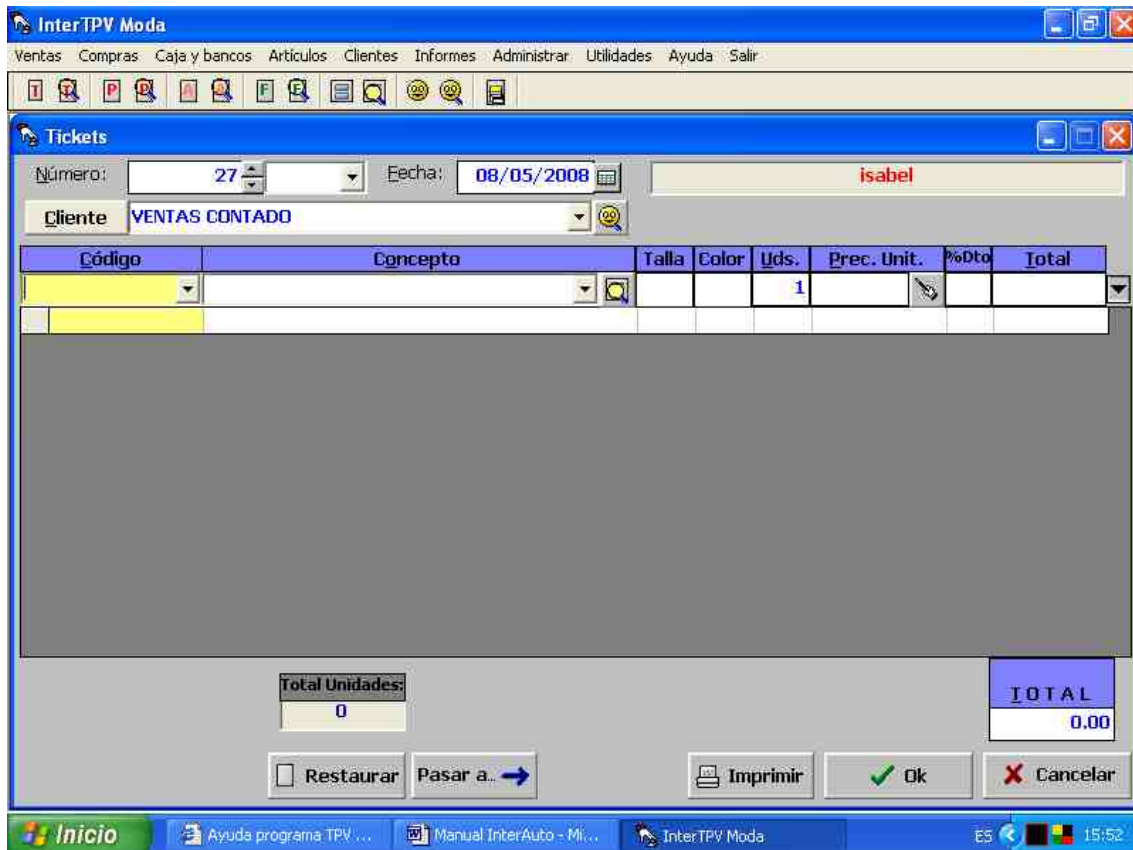 InterTPV Moda
Ventas Compras Caja y bancos Artículos Clientes Informes Administrar Utilidades Ayuda Salir
T T P P A A F F
Tickets
Número: 27 Fecha: 08/05/2008 isabel
Cliente VENTAS CONTADO
Código Concepto Talla Color Uds. Prec. Unit. %Dto Total
1
Total Unidades:
0
TOTAL
0.00
Restaurar Pasar a.. Imprimir Ok Cancelar
Inicio Ayuda programa TPV ... Manual InterAuto - Mi... InterTPV Moda ES 15:52